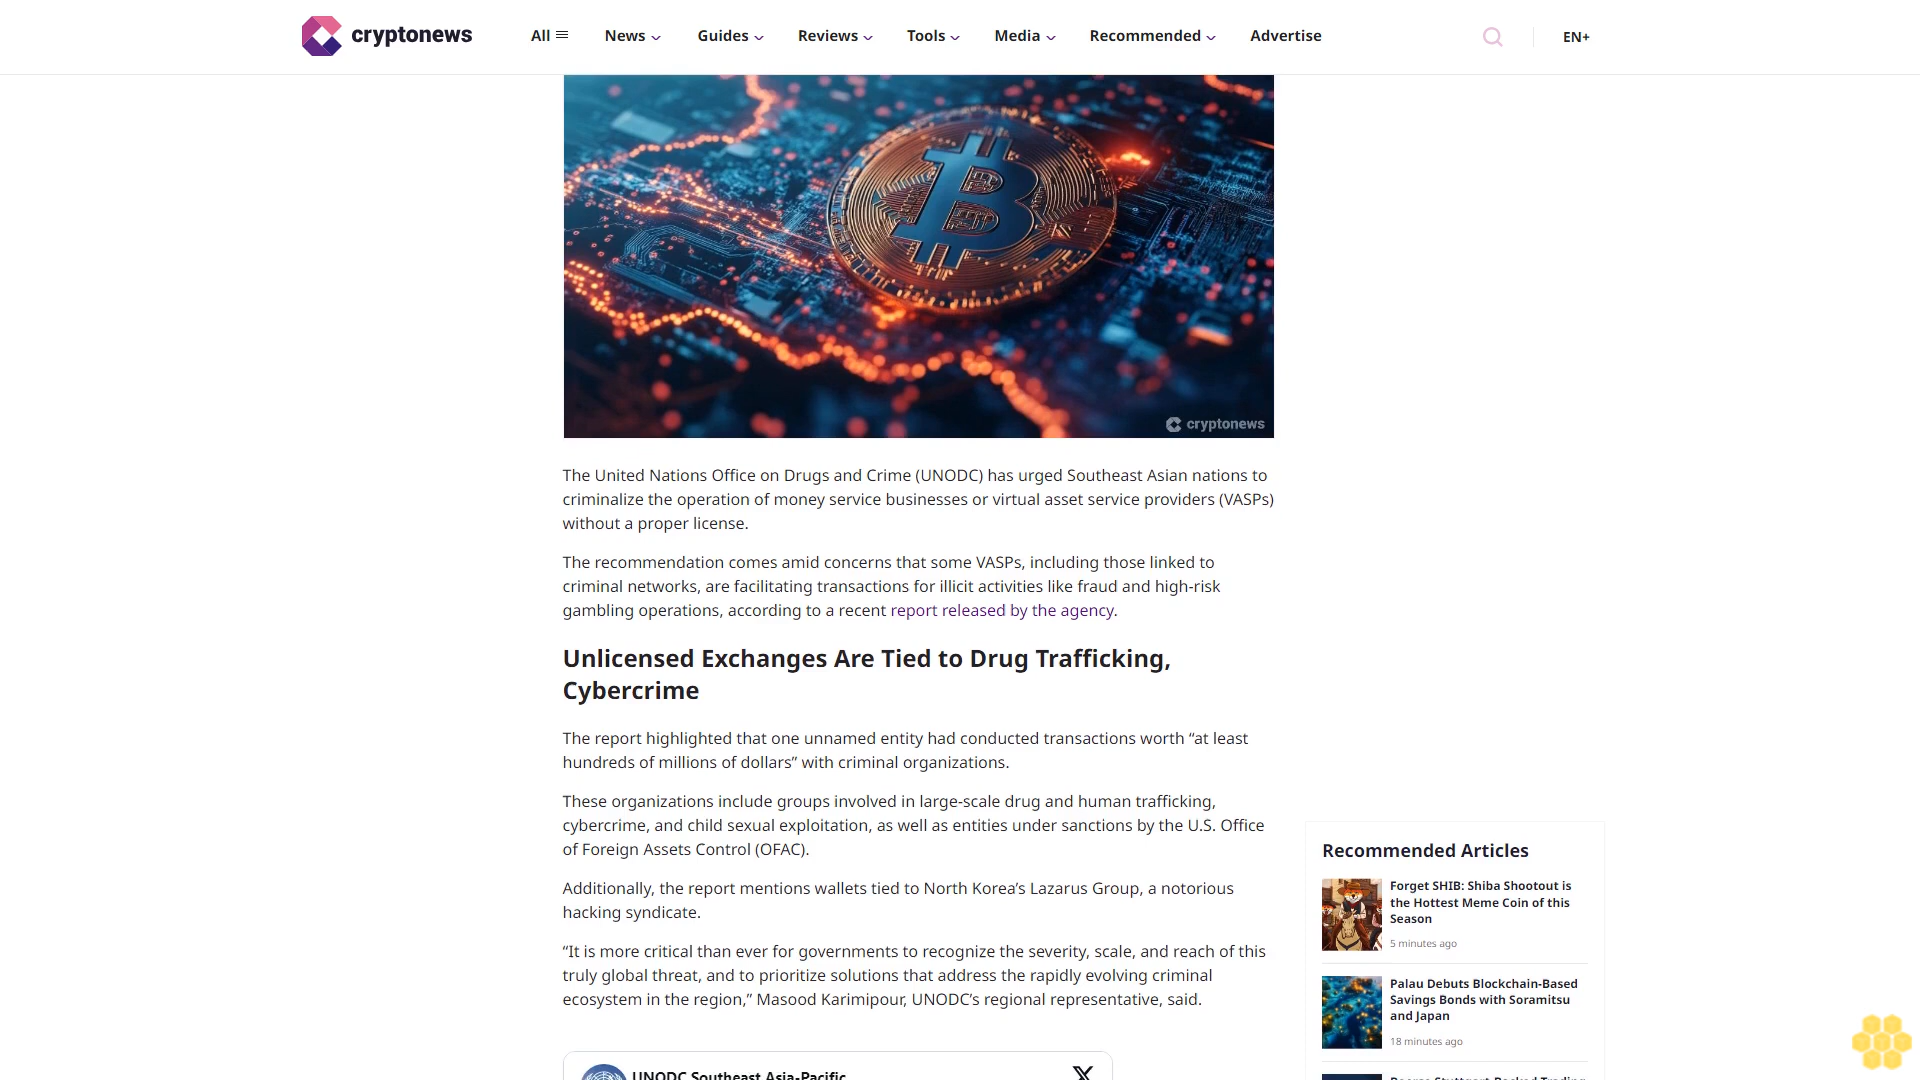 cryptonews
All
News
Guides
Reviews
Tools
Media
Recommended
Advertise
EN+
cryptonews
The United Nations Office on Drugs and Crime (UNODC) has urged Southeast Asian nations to
criminalize the operation of money service businesses or virtual asset service providers (VASPs)
without a proper license.
The recommendation comes amid concerns that some VASPs, including those linked to
criminal networks, are facilitating transactions for illicit activities like fraud and high-risk
gambling operations, according to a recent report released by the agency.
Unlicensed Exchanges Are Tied to Drug Trafficking,
Cybercrime
The report highlighted that one unnamed entity had conducted transactions worth “at least
hundreds of millions of dollars” with criminal organizations.
These organizations include groups involved in large-scale drug and human trafficking,
cybercrime, and child sexual exploitation, as well as entities under sanctions by the U.S. Office
of Foreign Assets Control (OFAC).
Additionally, the report mentions wallets tied to North Korea’s Lazarus Group, a notorious
hacking syndicate.
“It is more critical than ever for governments to recognize the severity, scale, and reach of this
truly global threat, and to prioritize solutions that address the rapidly evolving criminal
ecosystem in the region,” Masood Karimipour, UNODC’s regional representative, said.
UNODC Southeast Asia-Pacific
Recommended Articles
Forget SHIB: Shiba Shootout is
the Hottest Meme Coin of this
Season
5 minutes ago
Palau Debuts Blockchain-Based
Savings Bonds with Soramitsu
and Japan
18 minutes ago